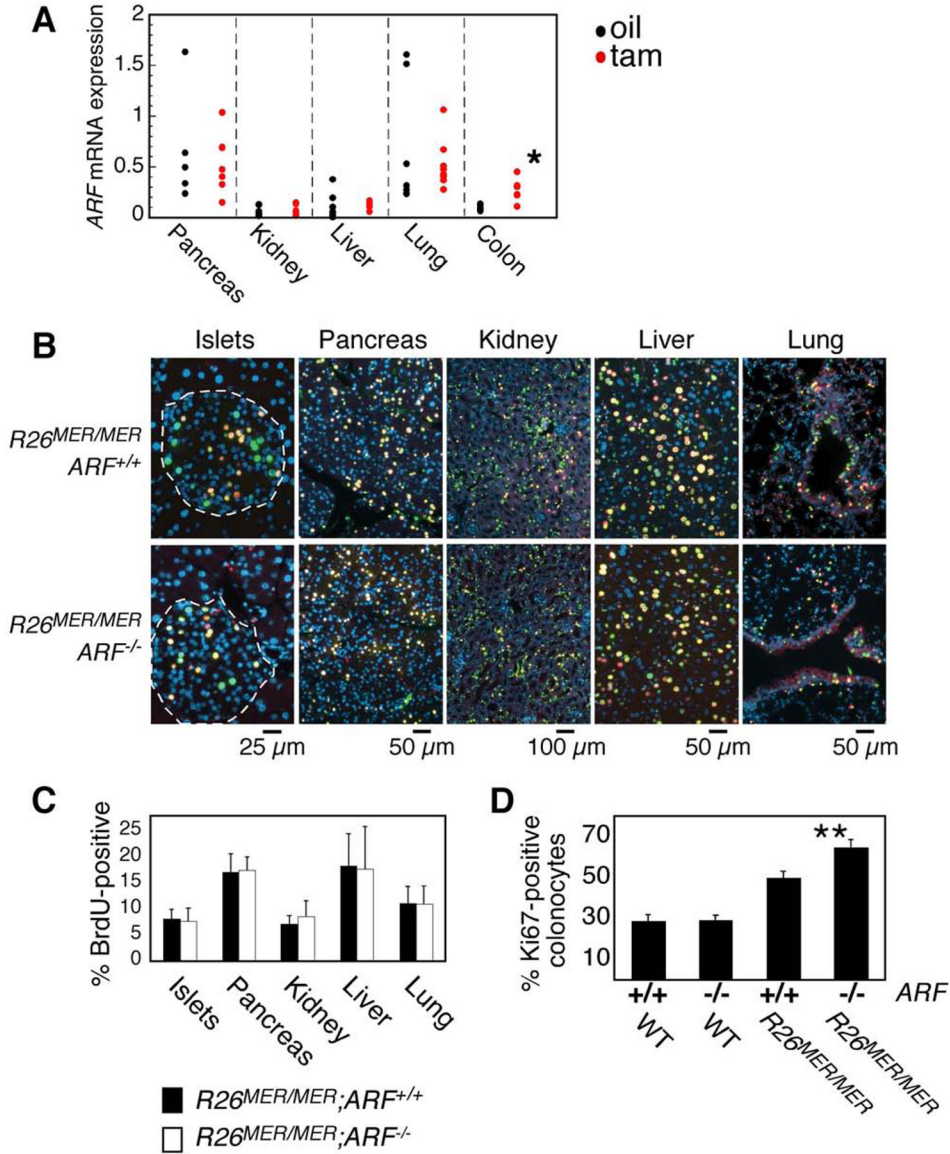 A
ARF mRNA expression
2
1.5
1
0.5
0
Pancreas
Kidney
Liver
Lung
Colon
*
oil
tam
B
Islets Pancreas Kidney Liver Lung
R26MER/MER
ARF+/+
R26MER/MER
ARF-/-
25 µm 50 µm 100 µm 50 µm 50 µm
C
% BrdU-positive
25
20
15
10
5
0
Islets
Pancreas
Kidney
Liver
Lung
R26MER/MER;ARF+/+
R26MER/MER;ARF-/-
D
% Ki67-positive
colonocytes
70
50
30
10
**
+/+ -/- +/+ -/- ARF
WT
WT
R26MER/MER
R26MER/MER